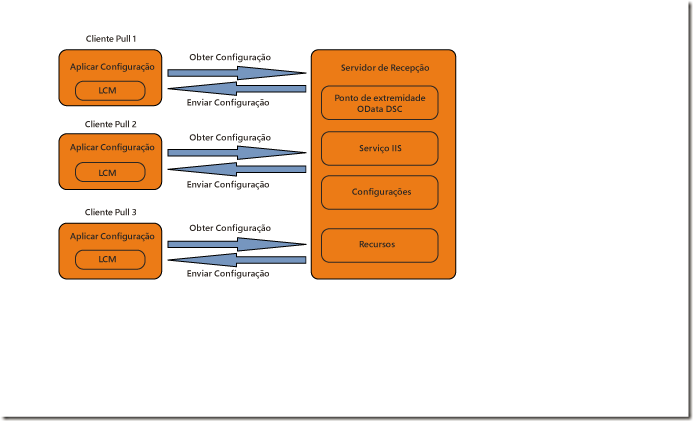 Cliente Pull 1
Aplicar Configuração
LCM
Obter Configuração
Enviar Configuração
Cliente Pull 2
Aplicar Configuração
LCM
Obter Configuração
Enviar Configuração
Cliente Pull 3
Aplicar Configuração
LCM
Obter Configuração
Enviar Configuração
Servidor de Recepção
Ponto de extremidade
OData DSC
Serviço IIS
Configurações
Recursos